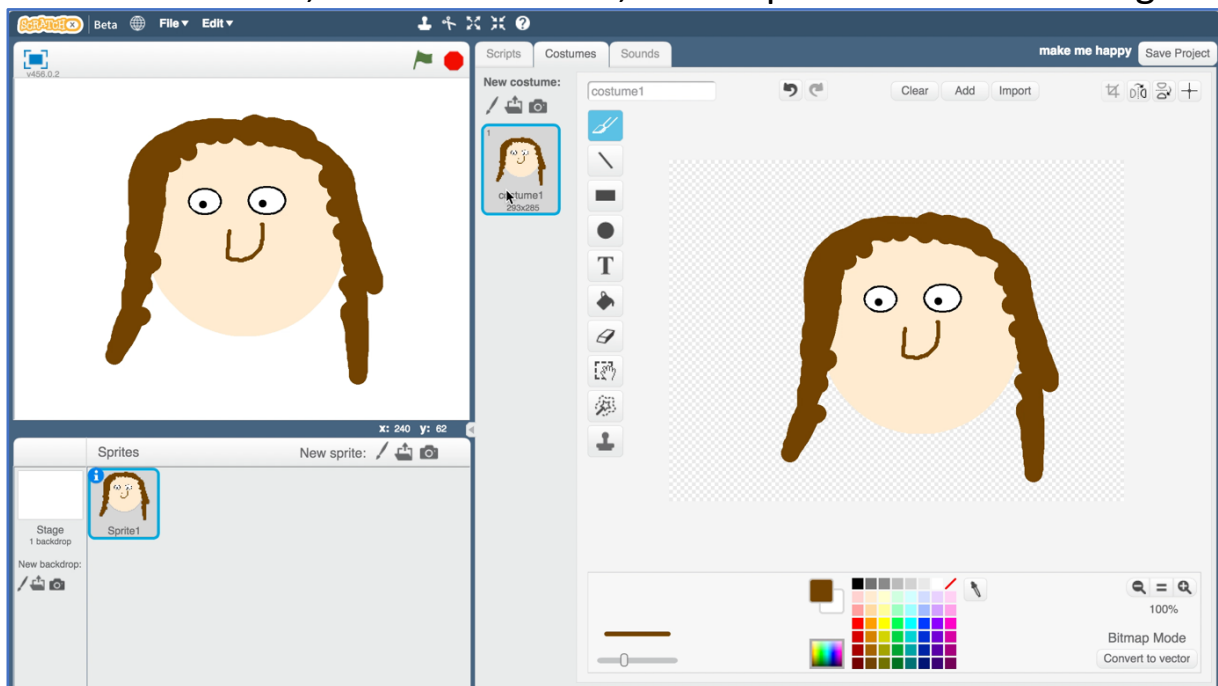 SCRATCHX Beta File▼ Edit▼
v456.0.2
Scripts Costumes Sounds
make me happy Save Project
New costume:
1
costume1
293x285
costume1
Clear Add Import
T
x: 240 y: 62
Sprites New sprite:
Stage
1 backdrop
New backdrop:
i
Sprite1
100%
Bitmap Mode
Convert to vector